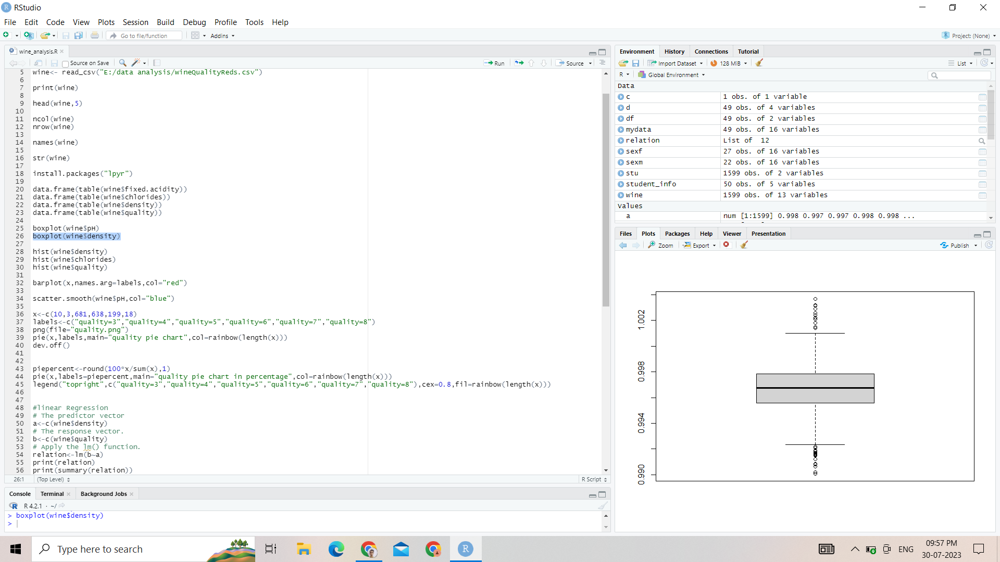 RStudio
File Edit Code View Plots Session Build Debug Profile Tools Help
Go to file/function Addins
Project: (None)
wine_analysis.R
Source on Save Run Source
5 wine<- read_csv("E:/data analysis/wineQualityReds.csv")
6
7 print(wine)
8
9 head(wine,5)
10
11 ncol(wine)
12 nrow(wine)
13
14 names(wine)
15
16 str(wine)
17
18 install.packages("lpyr")
19
20 data.frame(table(wine$fixed.acidity))
21 data.frame(table(wine$chlorides))
22 data.frame(table(wine$density))
23 data.frame(table(wine$quality))
24
25 boxplot(wine$pH)
26 boxplot(wine$density)
27
28 hist(wine$density)
29 hist(wine$chlorides)
30 hist(wine$quality)
31
32 barplot(x,names.arg=labels,col="red")
33
34 scatter.smooth(wine$pH,col="blue")
35
36 x<-c(10,3,681,638,199,18)
37 labels<-c("quality=3","quality=4","quality=5","quality=6","quality=7","quality=8")
38 png(file="quality.png")
39 pie(x,labels,main="quality pie chart",col=rainbow(length(x)))
40 dev.off()
41
42
43 piepercent<-round(100*x/sum(x),1)
44 pie(x,labels=piepercent,main="quality pie chart in percentage",col=rainbow(length(x)))
45 legend("topright",c("quality=3","quality=4","quality=5","quality=6","quality=7","quality=8"),cex=0.8,fil=rainbow(length(x)))
46
47
48 #linear Regression
49 # The predictor vector
50 a<-c(wine$density)
51 # The response vector.
52 b<-c(wine$quality)
53 # Apply the lm() function.
54 relation<-lm(b~a)
55 print(relation)
56 print(summary(relation))
26:1 (Top Level) R Script
Console Terminal Background Jobs
R R 4.2.1 · ~/
> boxplot(wine$density)
>
Environment History Connections Tutorial
Import Dataset 128 MiB List
R Global Environment
Data
c 1 obs. of 1 variable
d 49 obs. of 4 variables
df 49 obs. of 2 variables
mydata 49 obs. of 16 variables
relation List of 12
sexf 27 obs. of 16 variables
sexm 22 obs. of 16 variables
stu 1599 obs. of 2 variables
student_info 50 obs. of 5 variables
wine 1599 obs. of 13 variables
Values
a num [1:1599] 0.998 0.997 0.997 0.998 0.998 ...
Files Plots Packages Help Viewer Presentation
Zoom Export Publish
1.002
0.998
0.994
0.990
Type here to search
R
ENG
09:57 PM
30-07-2023